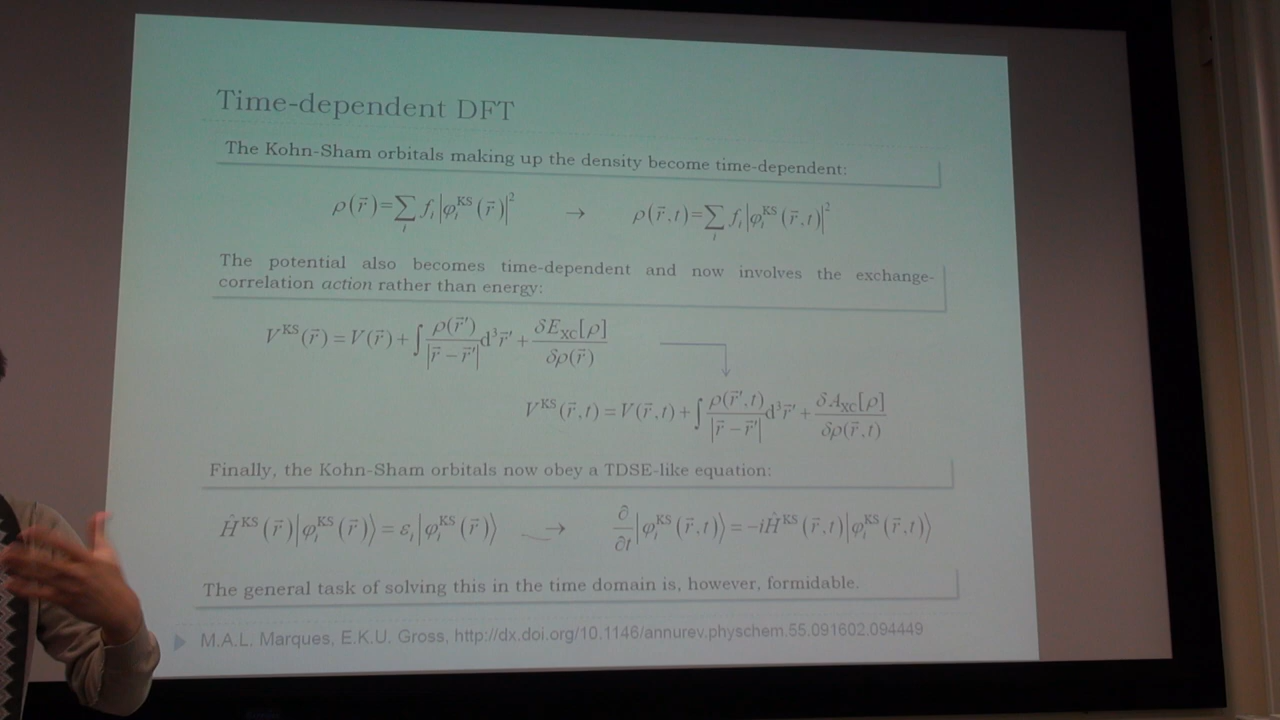 Time-dependent DFT
The Kohn-Sham orbitals making up the density become time-dependent:
ρ(r⃗)=∑ᵢ fᵢ|φᵢᴷˢ(r⃗)|² → ρ(r⃗,t)=∑ᵢ fᵢ|φᵢᴷˢ(r⃗,t)|²
The potential also becomes time-dependent and now involves the exchange-
correlation action rather than energy:
Vᴷˢ(r⃗) = V(r⃗) + ∫ ρ(r⃗′)/|r⃗ − r⃗′| d³r⃗′ + δE_XC[ρ]/δρ(r⃗)
Vᴷˢ(r⃗,t) = V(r⃗,t) + ∫ ρ(r⃗′,t)/|r⃗ − r⃗′| d³r⃗′ + δA_XC[ρ]/δρ(r⃗,t)
Finally, the Kohn-Sham orbitals now obey a TDSE-like equation:
Ĥᴷˢ(r⃗)|φᵢᴷˢ(r⃗)⟩ = εᵢ|φᵢᴷˢ(r⃗)⟩ → ∂/∂t|φᵢᴷˢ(r⃗,t)⟩ = −iĤᴷˢ(r⃗,t)|φᵢᴷˢ(r⃗,t)⟩
The general task of solving this in the time domain is, however, formidable.
M.A.L. Marques, E.K.U. Gross, http://dx.doi.org/10.1146/annurev.physchem.55.091602.094449